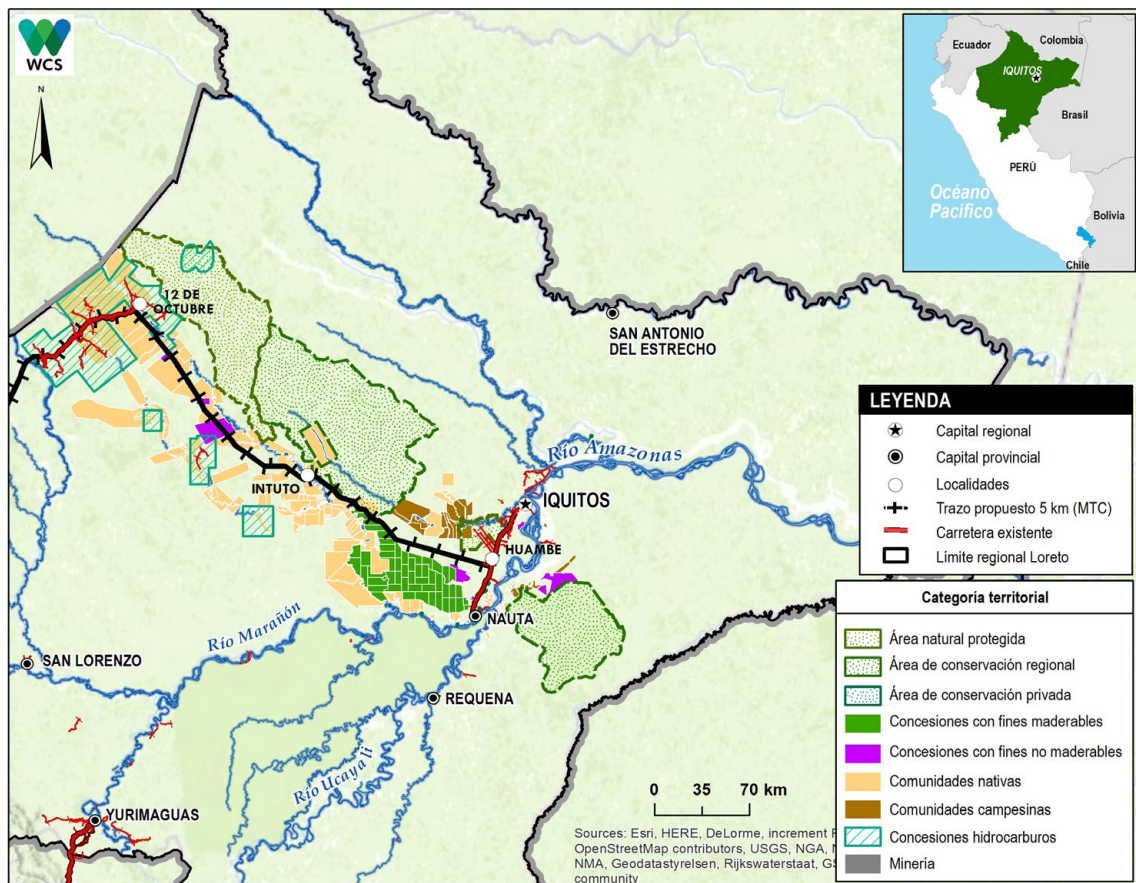 WCS
N
Ecuador
Colombia
IQUITOS
Brasil
PERÚ
Océano
Pacífico
Bolivia
Chile
12 DE
OCTUBRE
SAN ANTONIO
DEL ESTRECHO
Río Amazonas
INTUTO
IQUITOS
HUAMBE
NAUTA
Río Marañón
SAN LORENZO
REQUENA
Río Ucayali
YURIMAGUAS
LEYENDA
Capital regional
Capital provincial
Localidades
Trazo propuesto 5 km (MTC)
Carretera existente
Límite regional Loreto
Categoría territorial
Área natural protegida
Área de conservación regional
Área de conservación privada
Concesiones con fines maderables
Concesiones con fines no maderables
Comunidades nativas
Comunidades campesinas
Concesiones hidrocarburos
Minería
0 35 70 km
Sources: Esri, HERE, DeLorme, increment
OpenStreetMap contributors, USGS, NGA,
NMA, Geodatastyrelsen, Rijkswaterstaat,
community